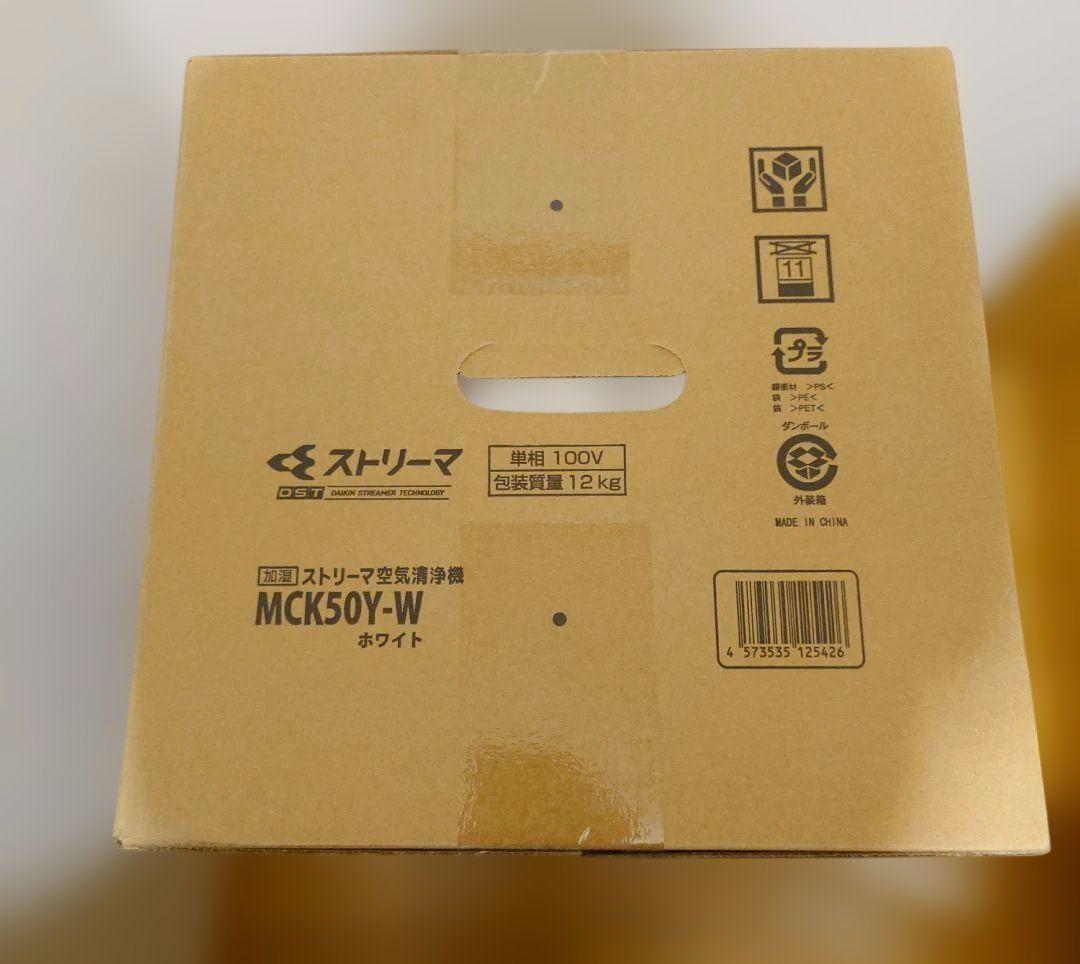 11
プラ
緩衝材 >PS<
袋 >PE<
袋 >PET<
ダンボール
外装箱
MADE IN CHINA
ストリーマ
DST DAIKIN STREAMER TECHNOLOGY
単相 100V
包装質量 12kg
加湿 ストリーマ空気清浄機
MCK50Y-W
ホワイト
4 573535 125426